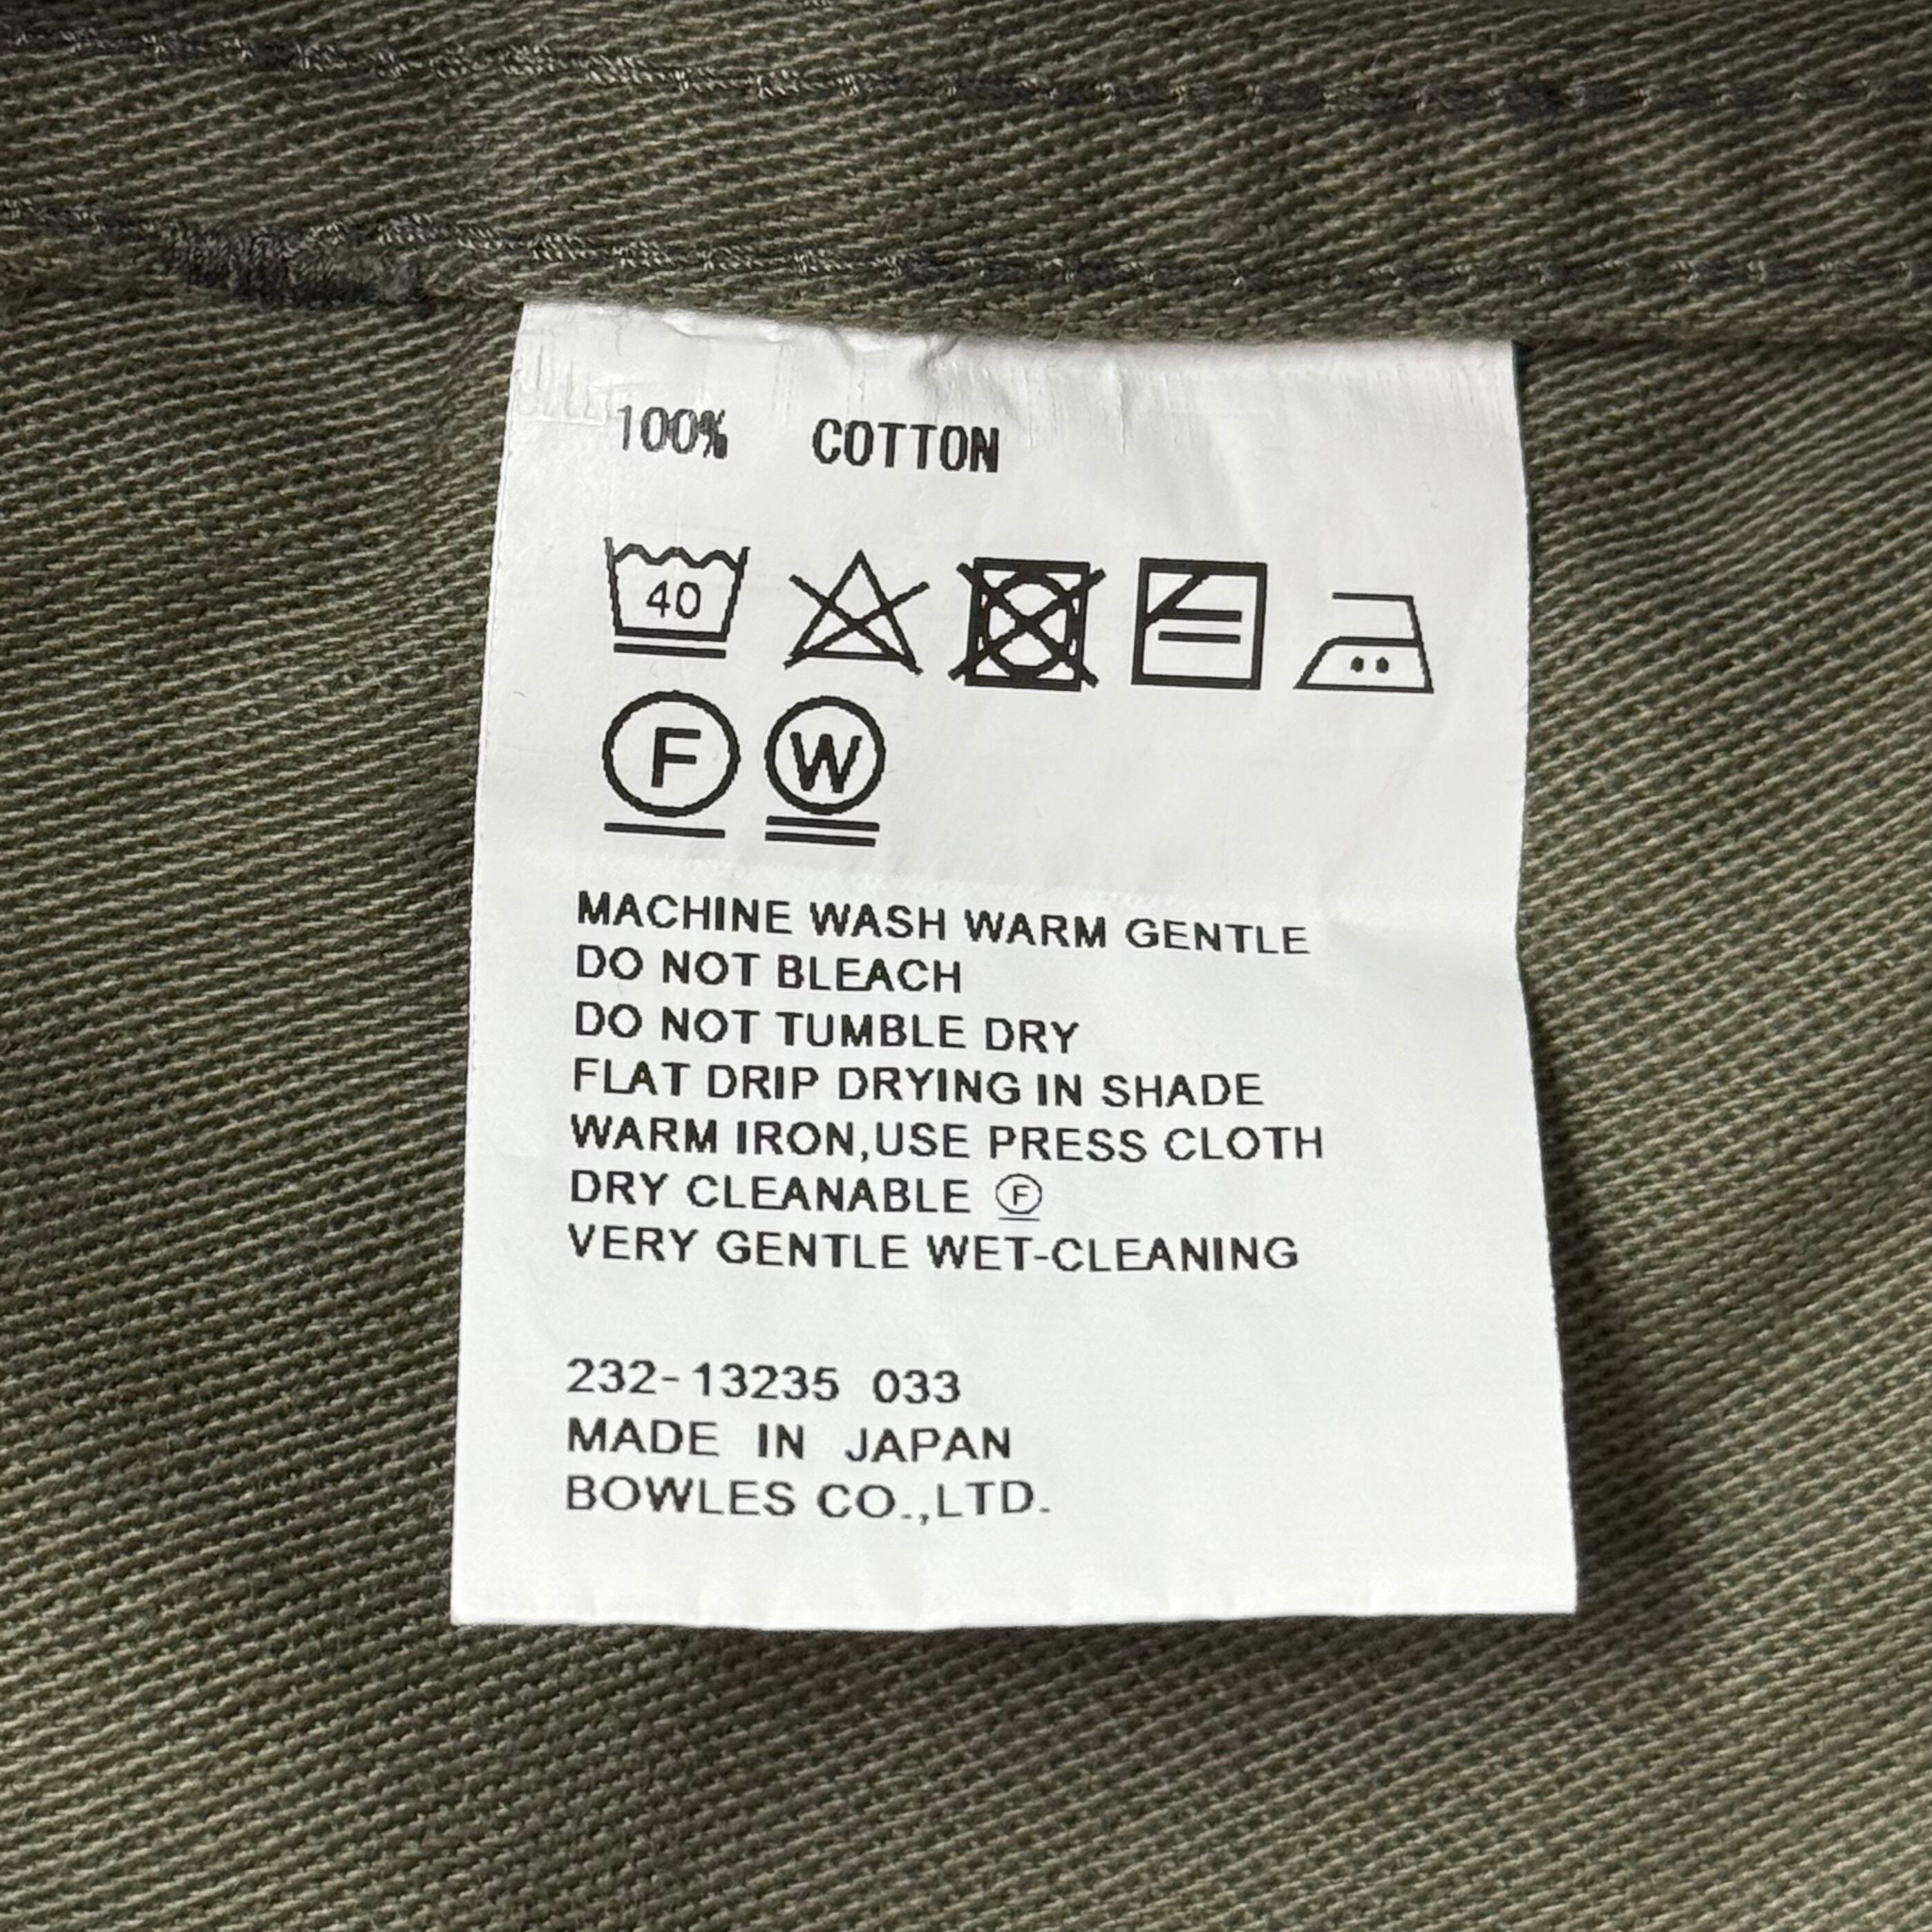 100% COTTON
40
F W
MACHINE WASH WARM GENTLE
DO NOT BLEACH
DO NOT TUMBLE DRY
FLAT DRIP DRYING IN SHADE
WARM IRON,USE PRESS CLOTH
DRY CLEANABLE Ⓕ
VERY GENTLE WET-CLEANING
232-13235 033
MADE IN JAPAN
BOWLES CO.,LTD.